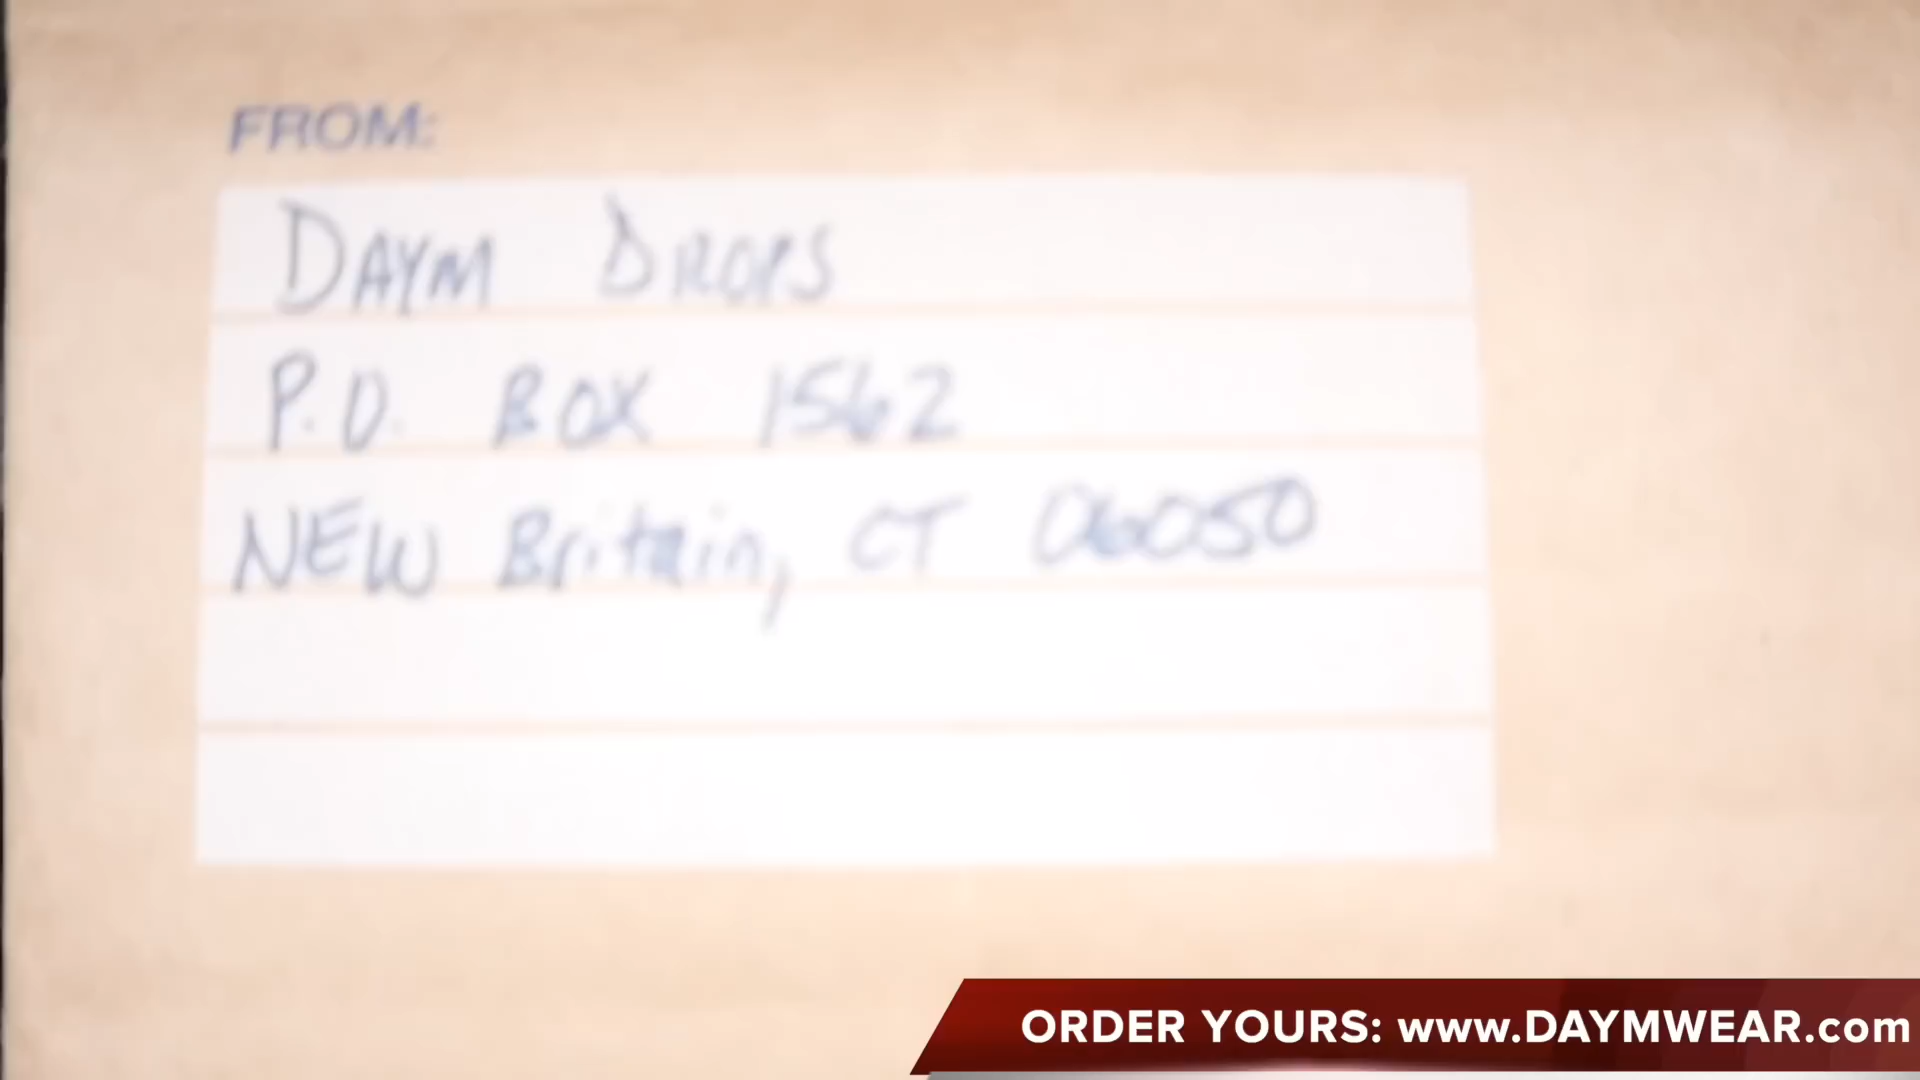 FROM:
DAYM DROPS
P.O. BOX 1562
NEW Britain, CT 06050
ORDER YOURS: www.DAYMWEAR.com